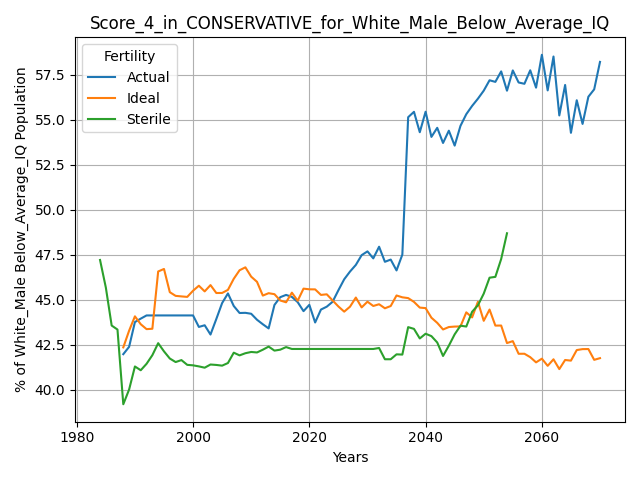 Score_4_in_CONSERVATIVE_for_White_Male_Below_Average_IQ
Fertility
Actual
Ideal
Sterile
% of White_Male Below_Average_IQ Population
57.5
55.0
52.5
50.0
47.5
45.0
42.5
40.0
1980
2000
2020
2040
2060
Years